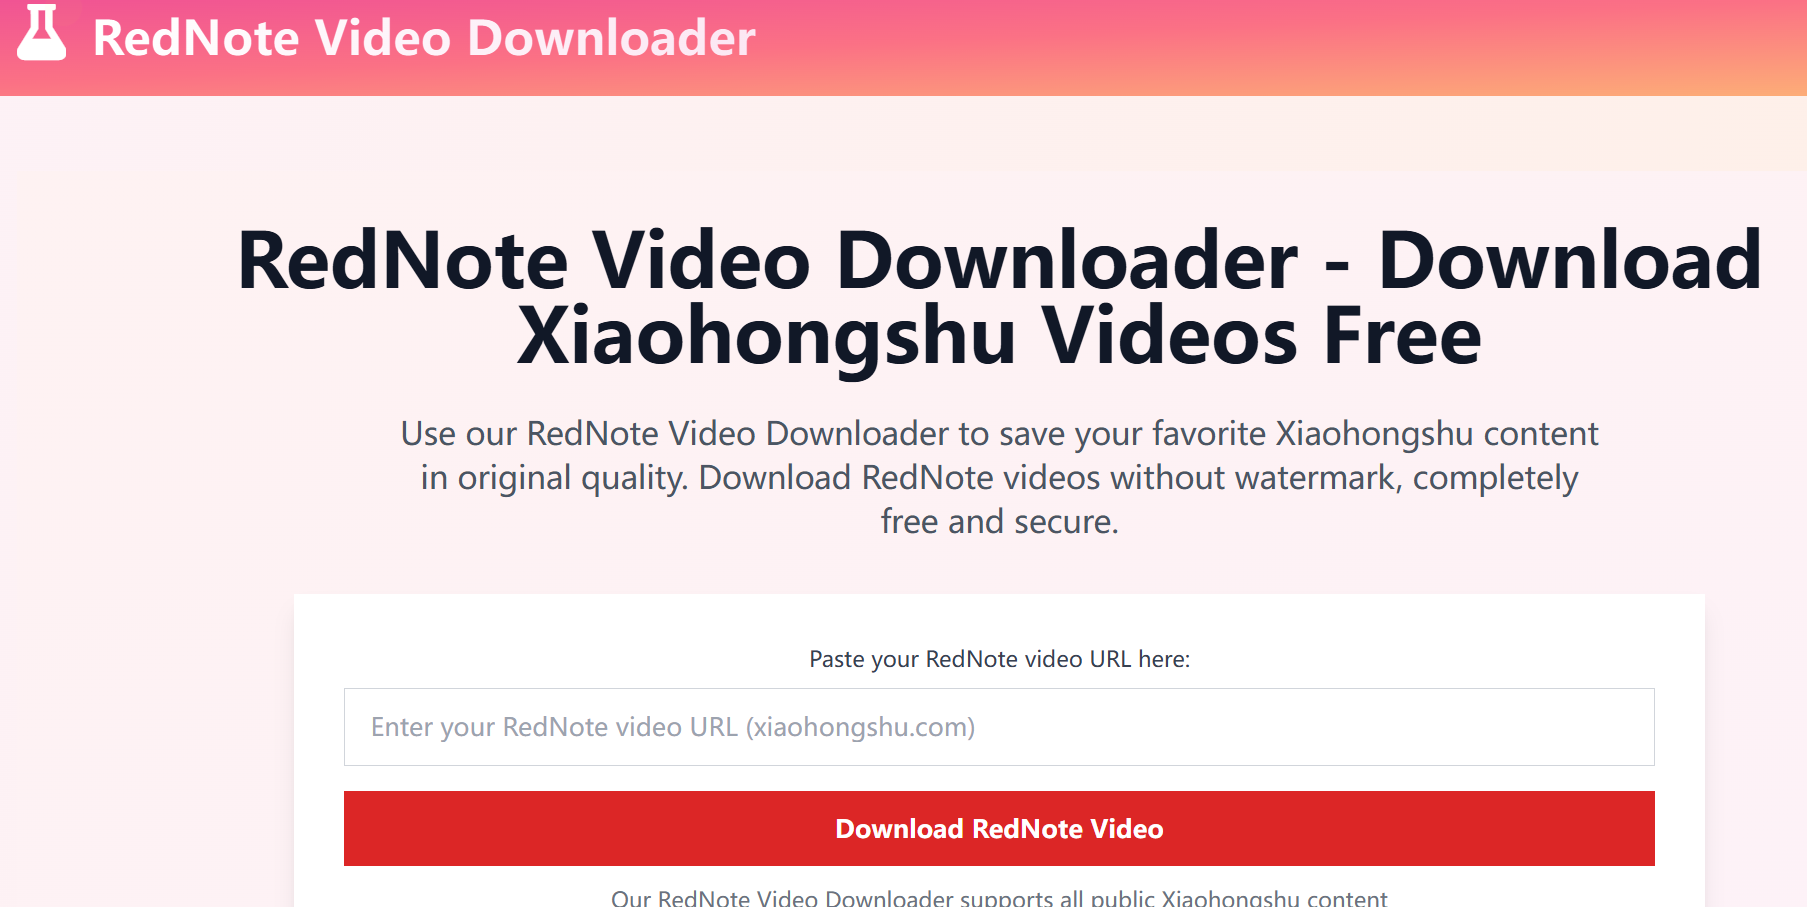 RedNote Video Downloader
RedNote Video Downloader - Download
Xiaohongshu Videos Free
Use our RedNote Video Downloader to save your favorite Xiaohongshu content
in original quality. Download RedNote videos without watermark, completely
free and secure.
Paste your RedNote video URL here:
Enter your RedNote video URL (xiaohongshu.com)
Download RedNote Video
Our RedNote Video Downloader supports all public Xiaohongshu content